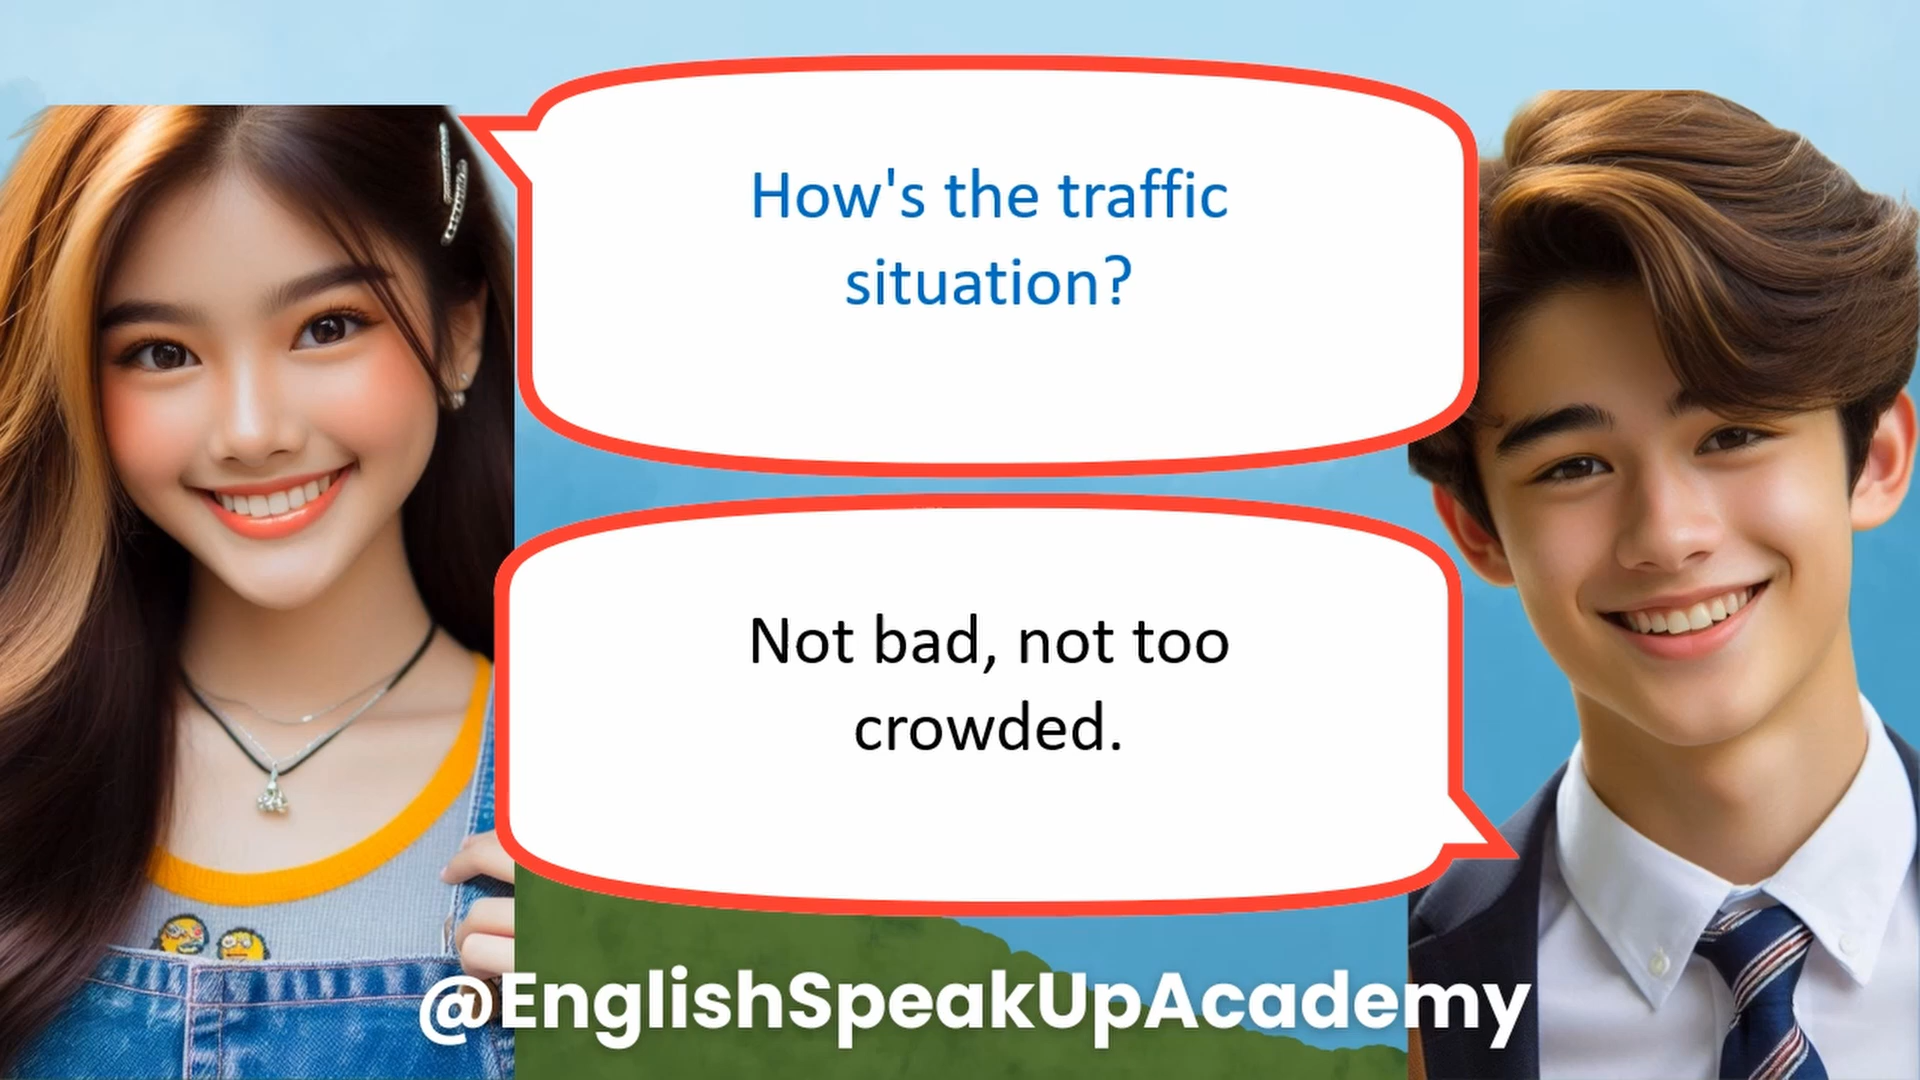 How's the traffic
situation?
Not bad, not too
crowded.
@EnglishSpeakUpAcademy